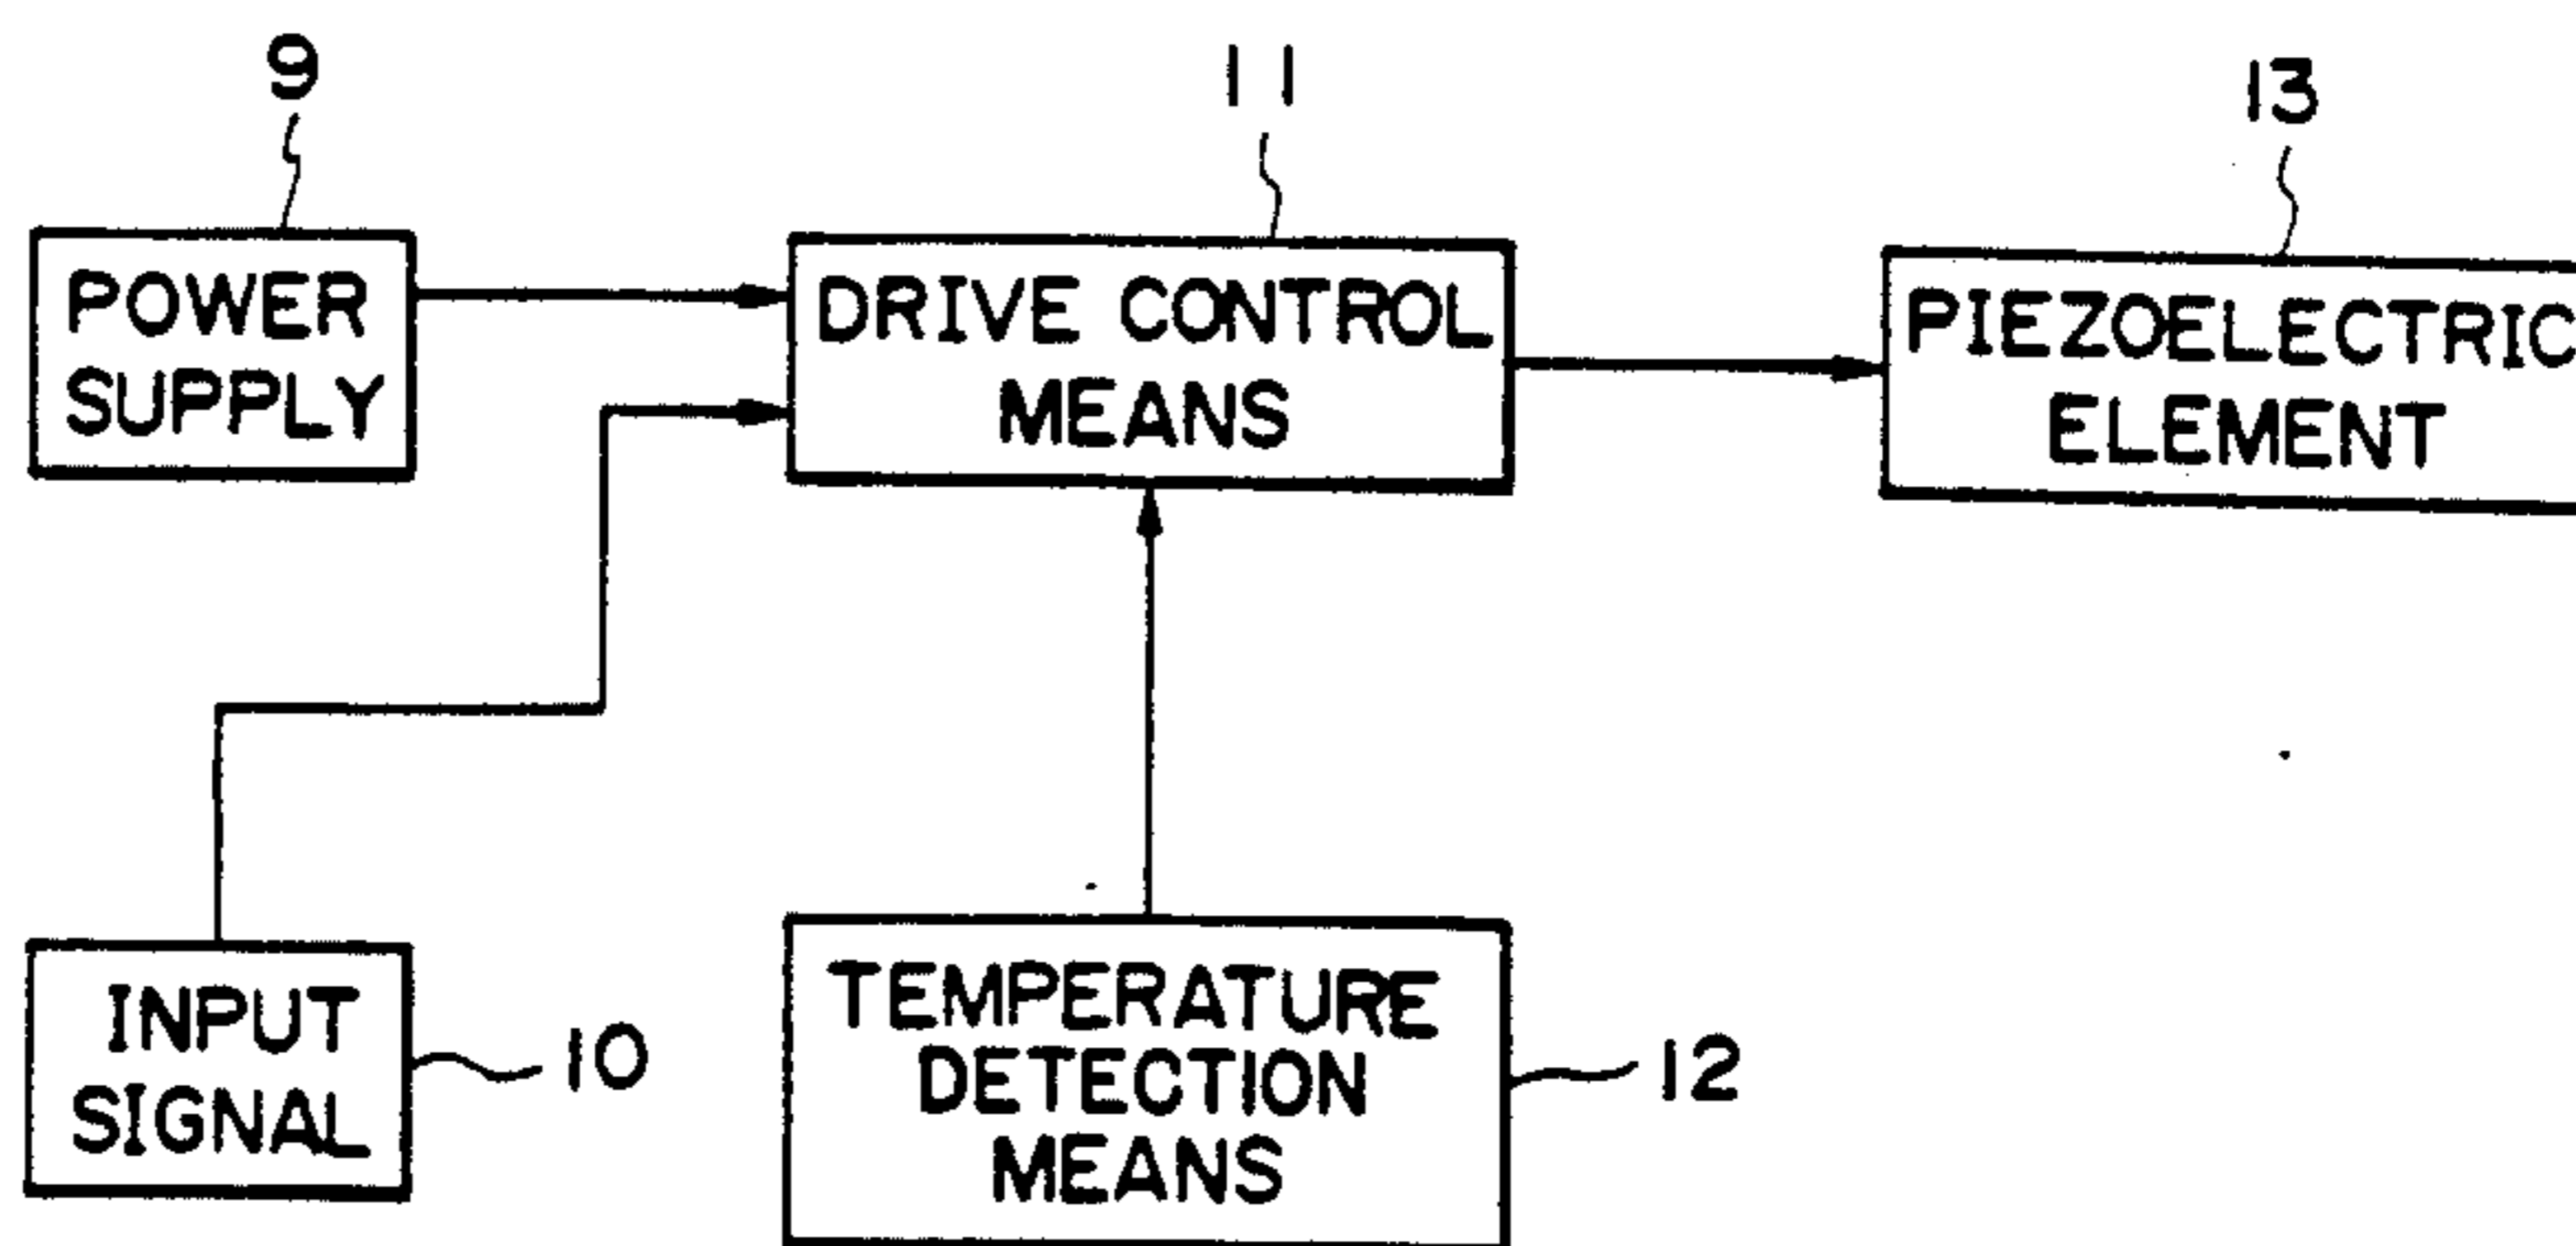 9
11
13
POWER
SUPPLY
DRIVE CONTROL
MEANS
PIEZOELECTRIC
ELEMENT
INPUT
SIGNAL
10
TEMPERATURE
DETECTION
MEANS
12